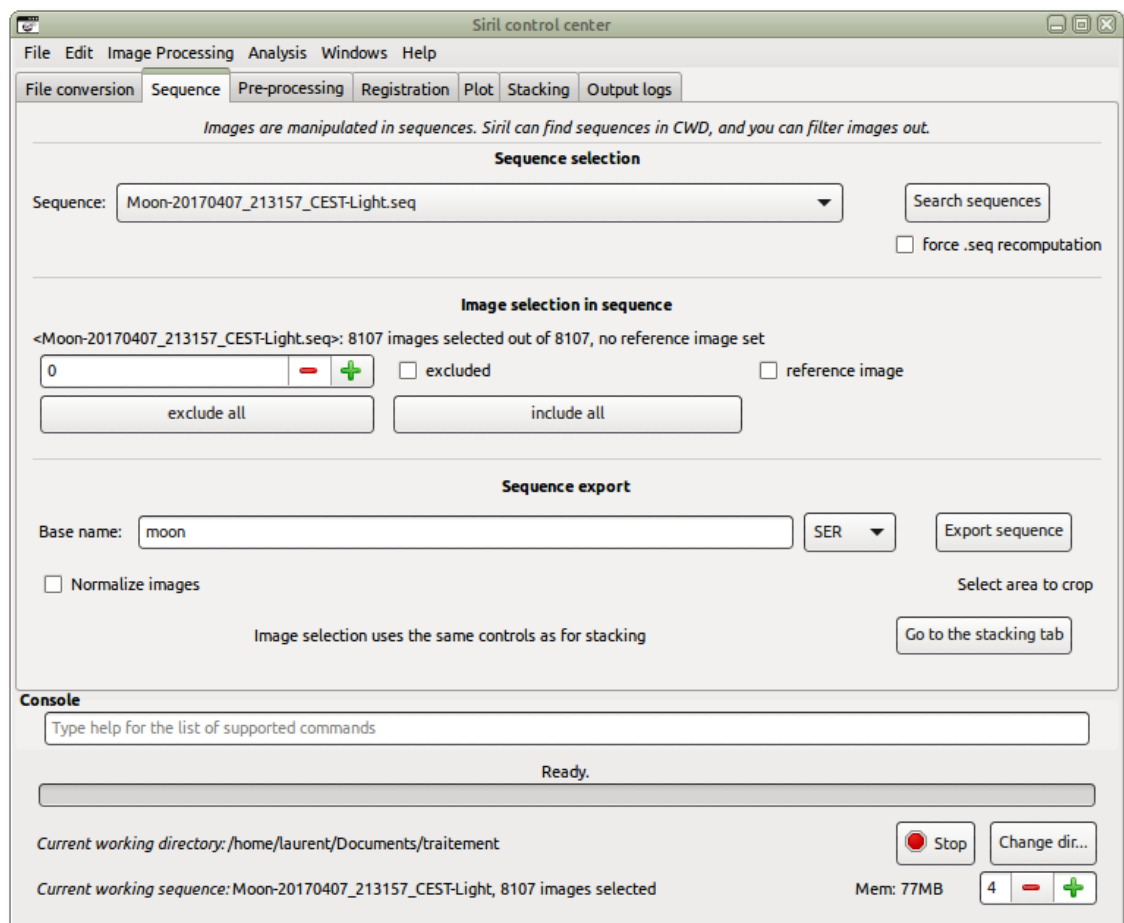 Siril control center
File Edit Image Processing Analysis Windows Help
File conversion Sequence Pre-processing Registration Plot Stacking Output logs
Images are manipulated in sequences. Siril can find sequences in CWD, and you can filter images out.
Sequence selection
Sequence: Moon-20170407_213157_CEST-Light.seq Search sequences
force .seq recomputation
Image selection in sequence
<Moon-20170407_213157_CEST-Light.seq>: 8107 images selected out of 8107, no reference image set
0 excluded reference image
exclude all include all
Sequence export
Base name: moon SER Export sequence
Normalize images Select area to crop
Image selection uses the same controls as for stacking Go to the stacking tab
Console
Type help for the list of supported commands
Ready.
Current working directory: /home/laurent/Documents/traitement Stop Change dir...
Current working sequence: Moon-20170407_213157_CEST-Light, 8107 images selected Mem: 77MB 4